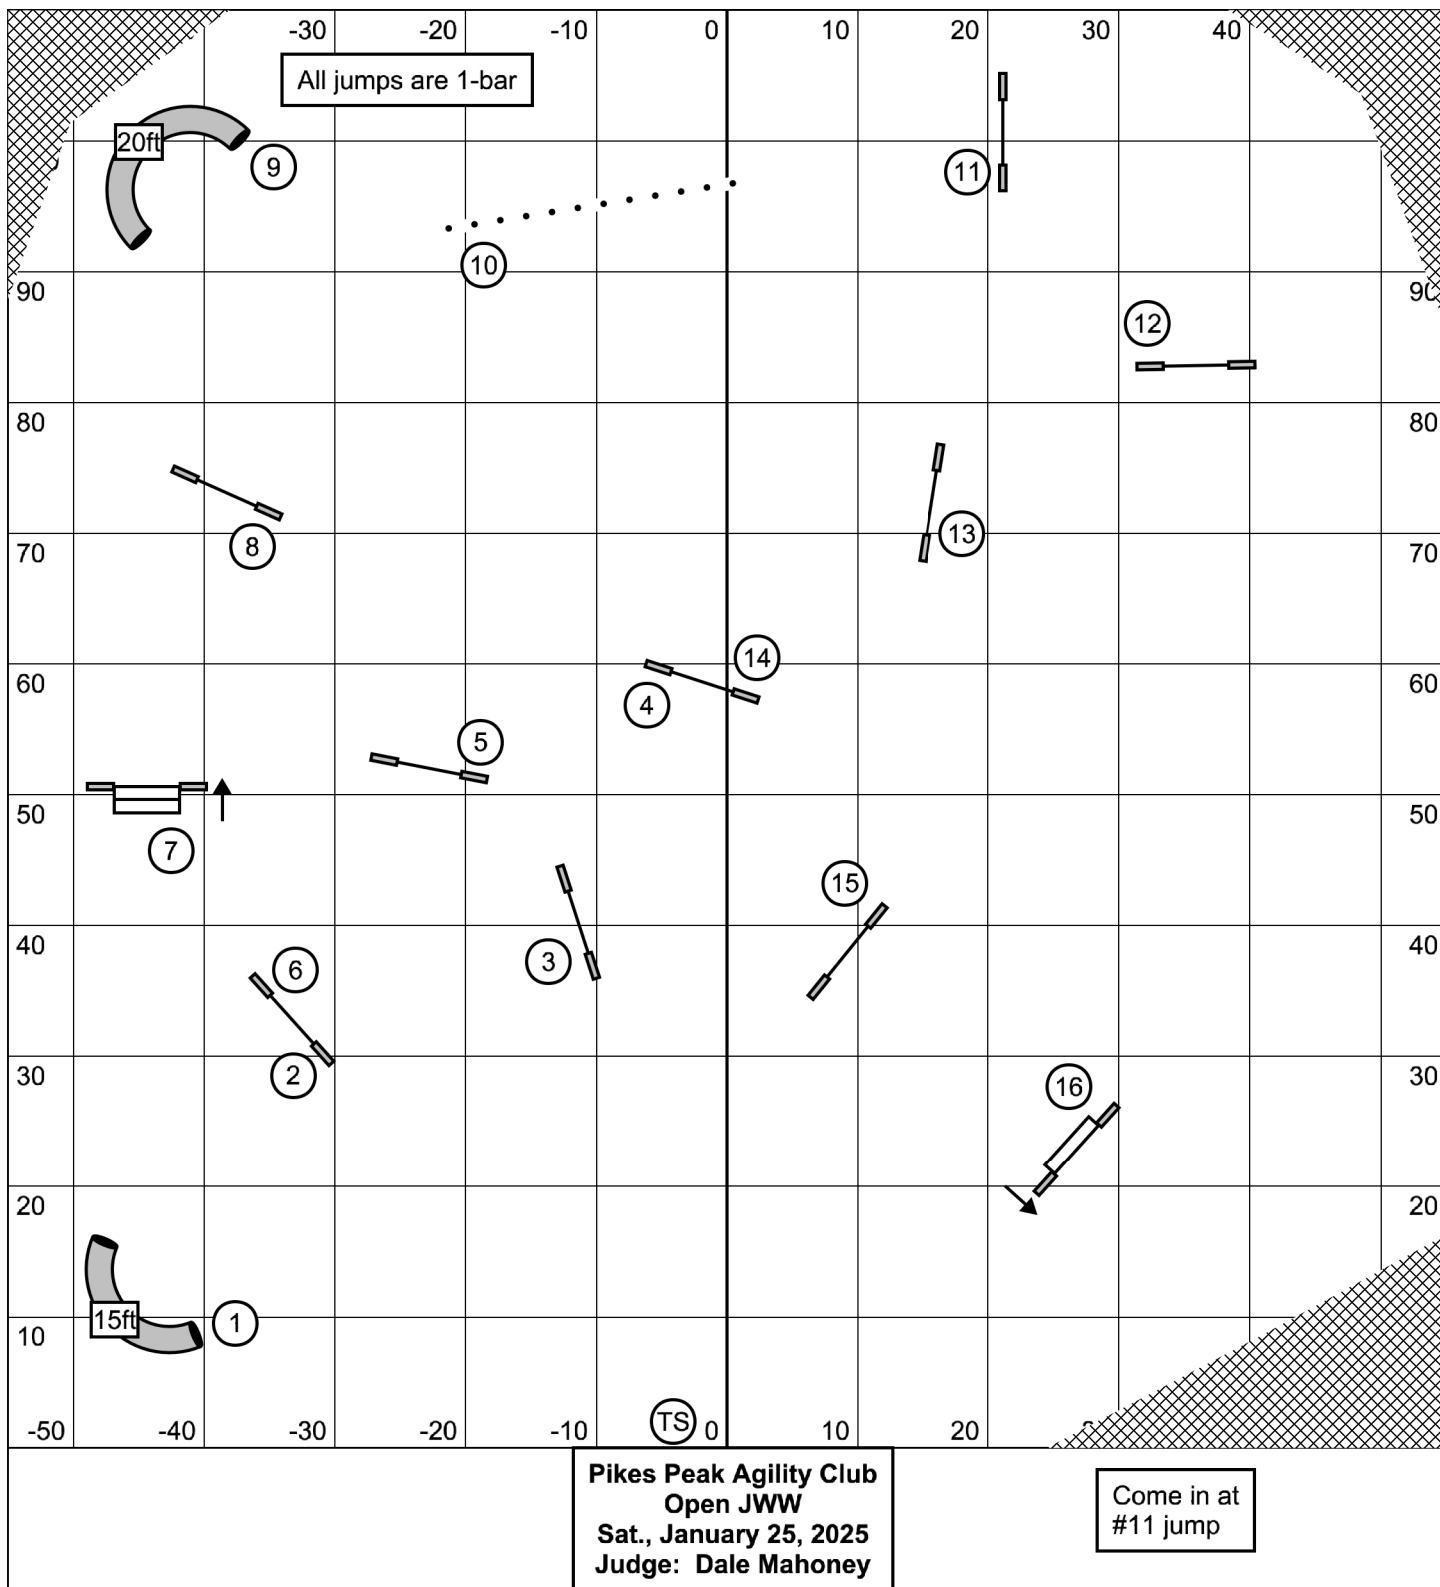 -30 -20 -10 0 10 20 30 40
All jumps are 1-bar
20ft
9
11
10
90 90
12
80 80
8
13
70 70
14
4
60 60
5
50 50
7
15
6
3
40 40
2
30 30
16
20 20
15ft
1
10
-50 -40 -30 -20 -10 TS 0 10 20
Pikes Peak Agility Club
Open JWW
Sat., January 25, 2025
Judge: Dale Mahoney
Come in at
#11 jump